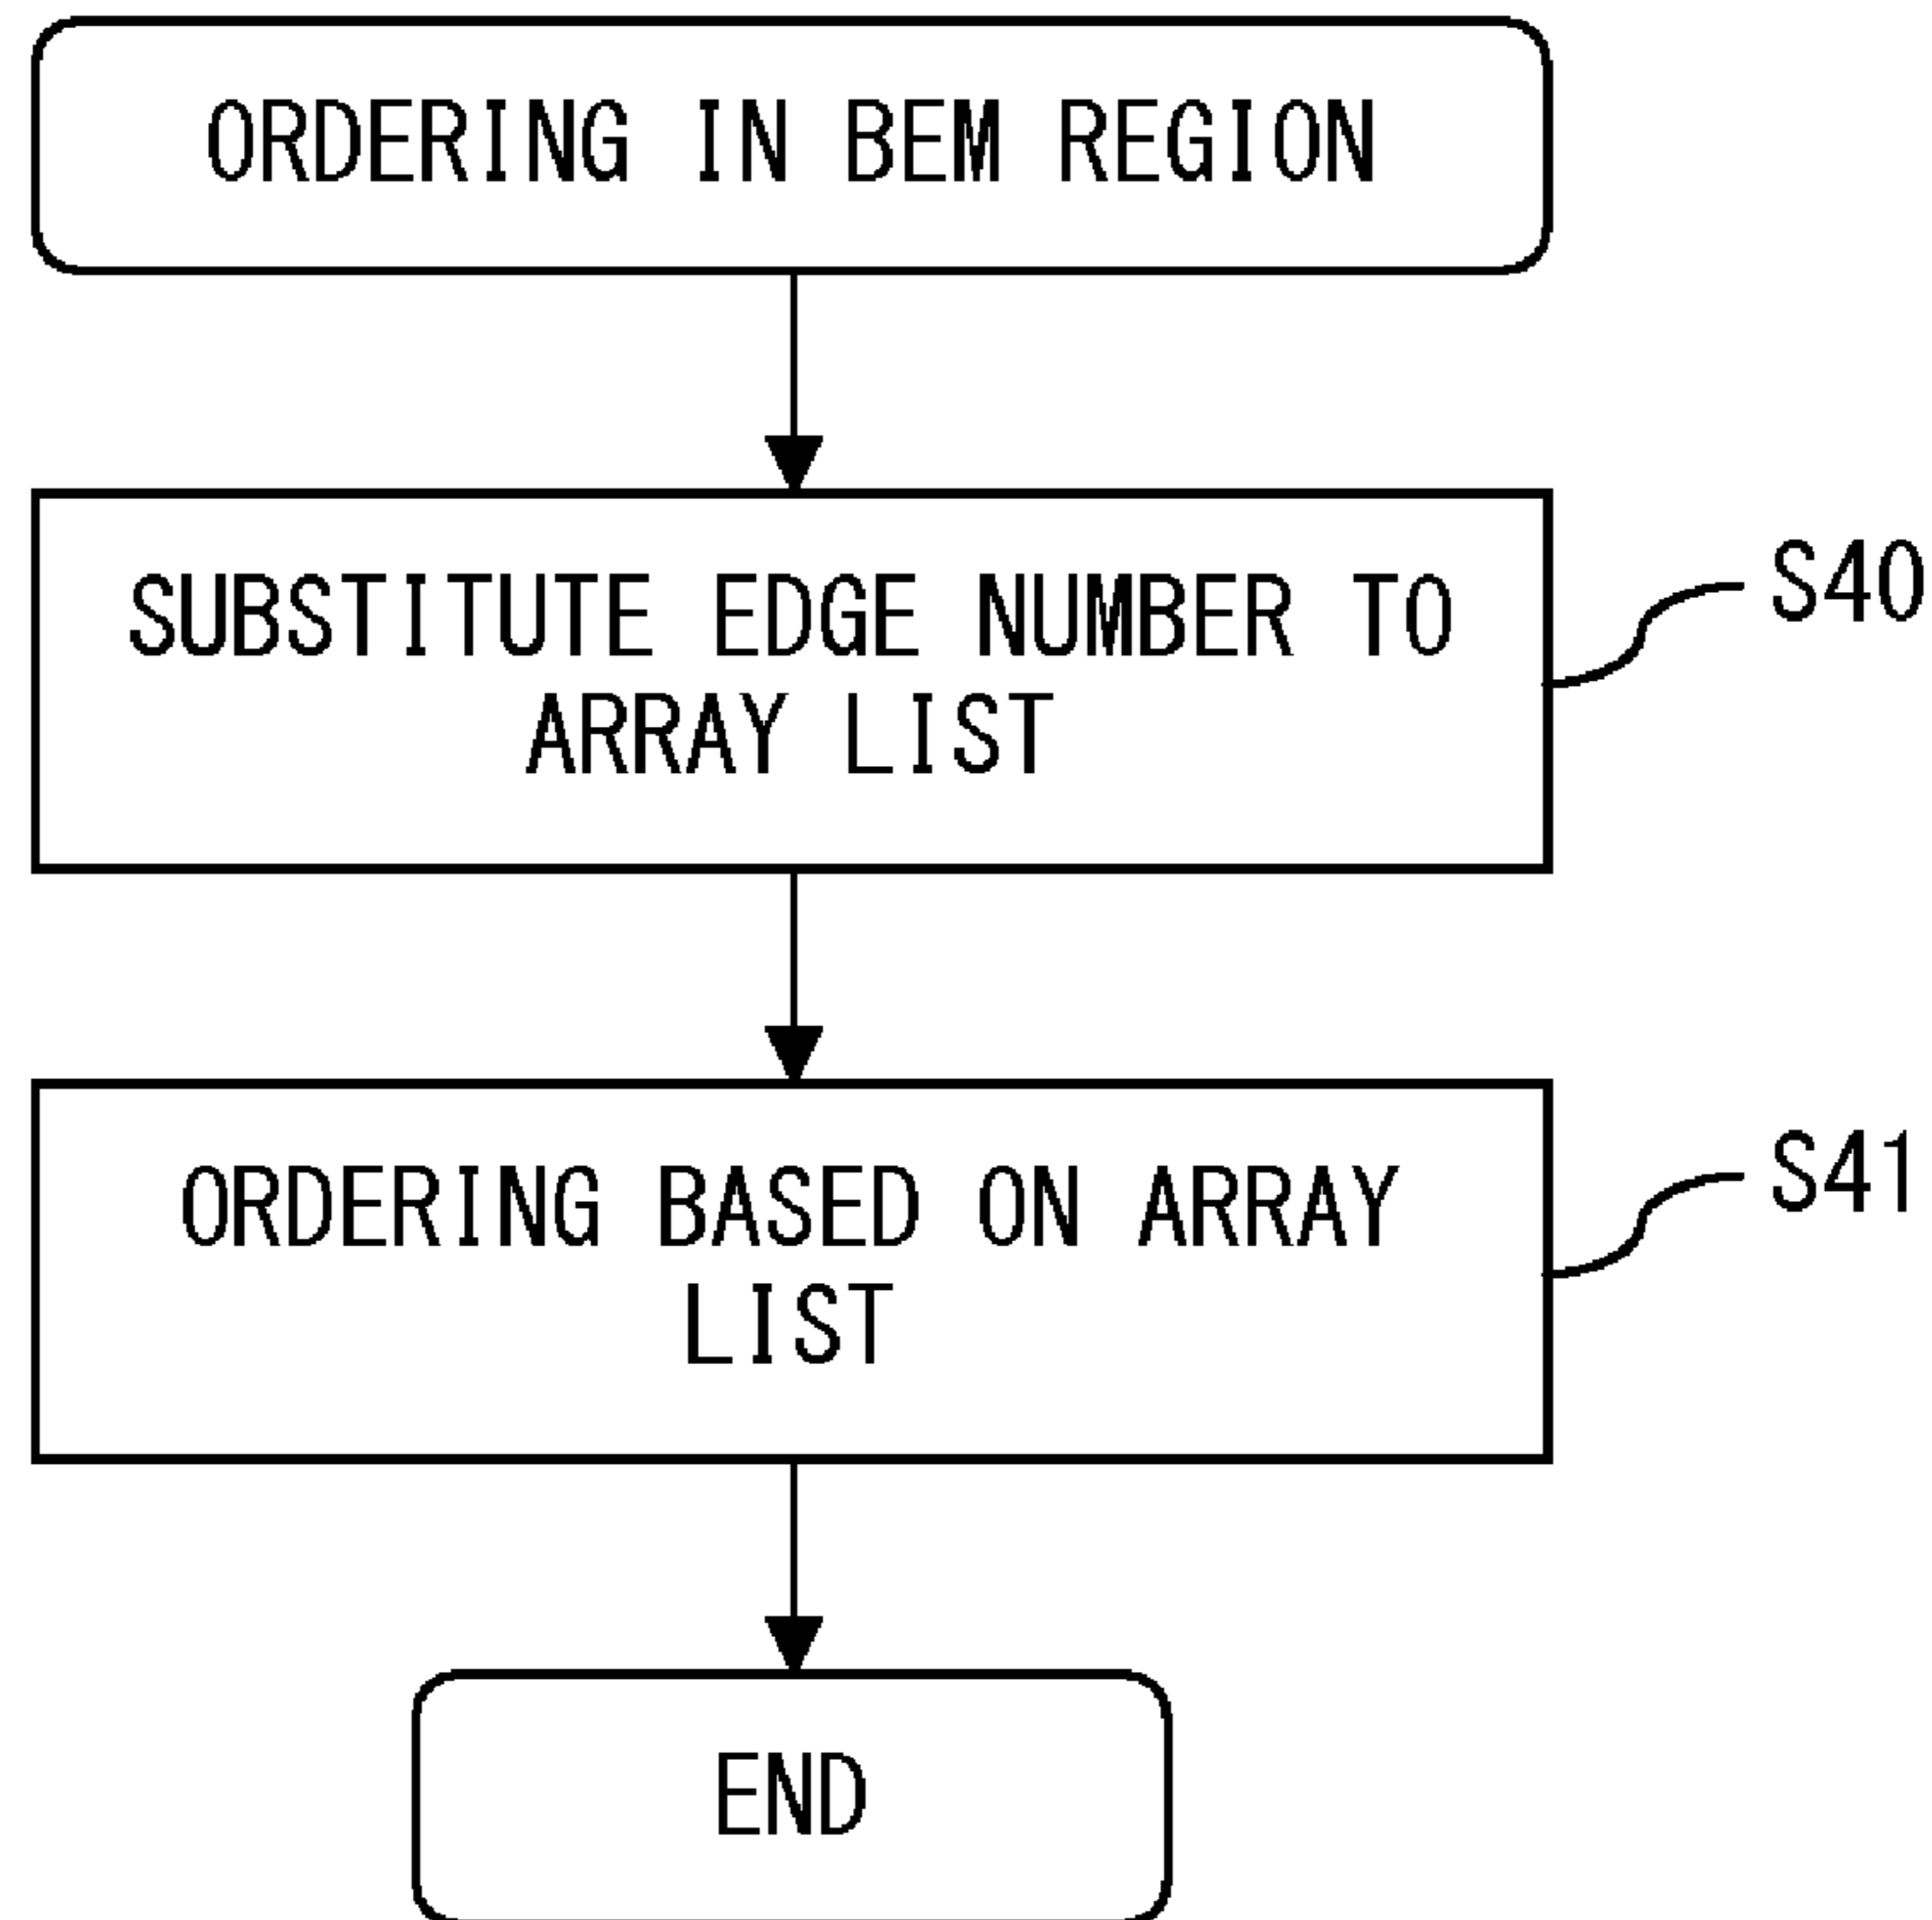 ORDERING IN BEM REGION
SUBSTITUTE EDGE NUMBER TO
ARRAY LIST
S40
ORDERING BASED ON ARRAY
LIST
S41
END